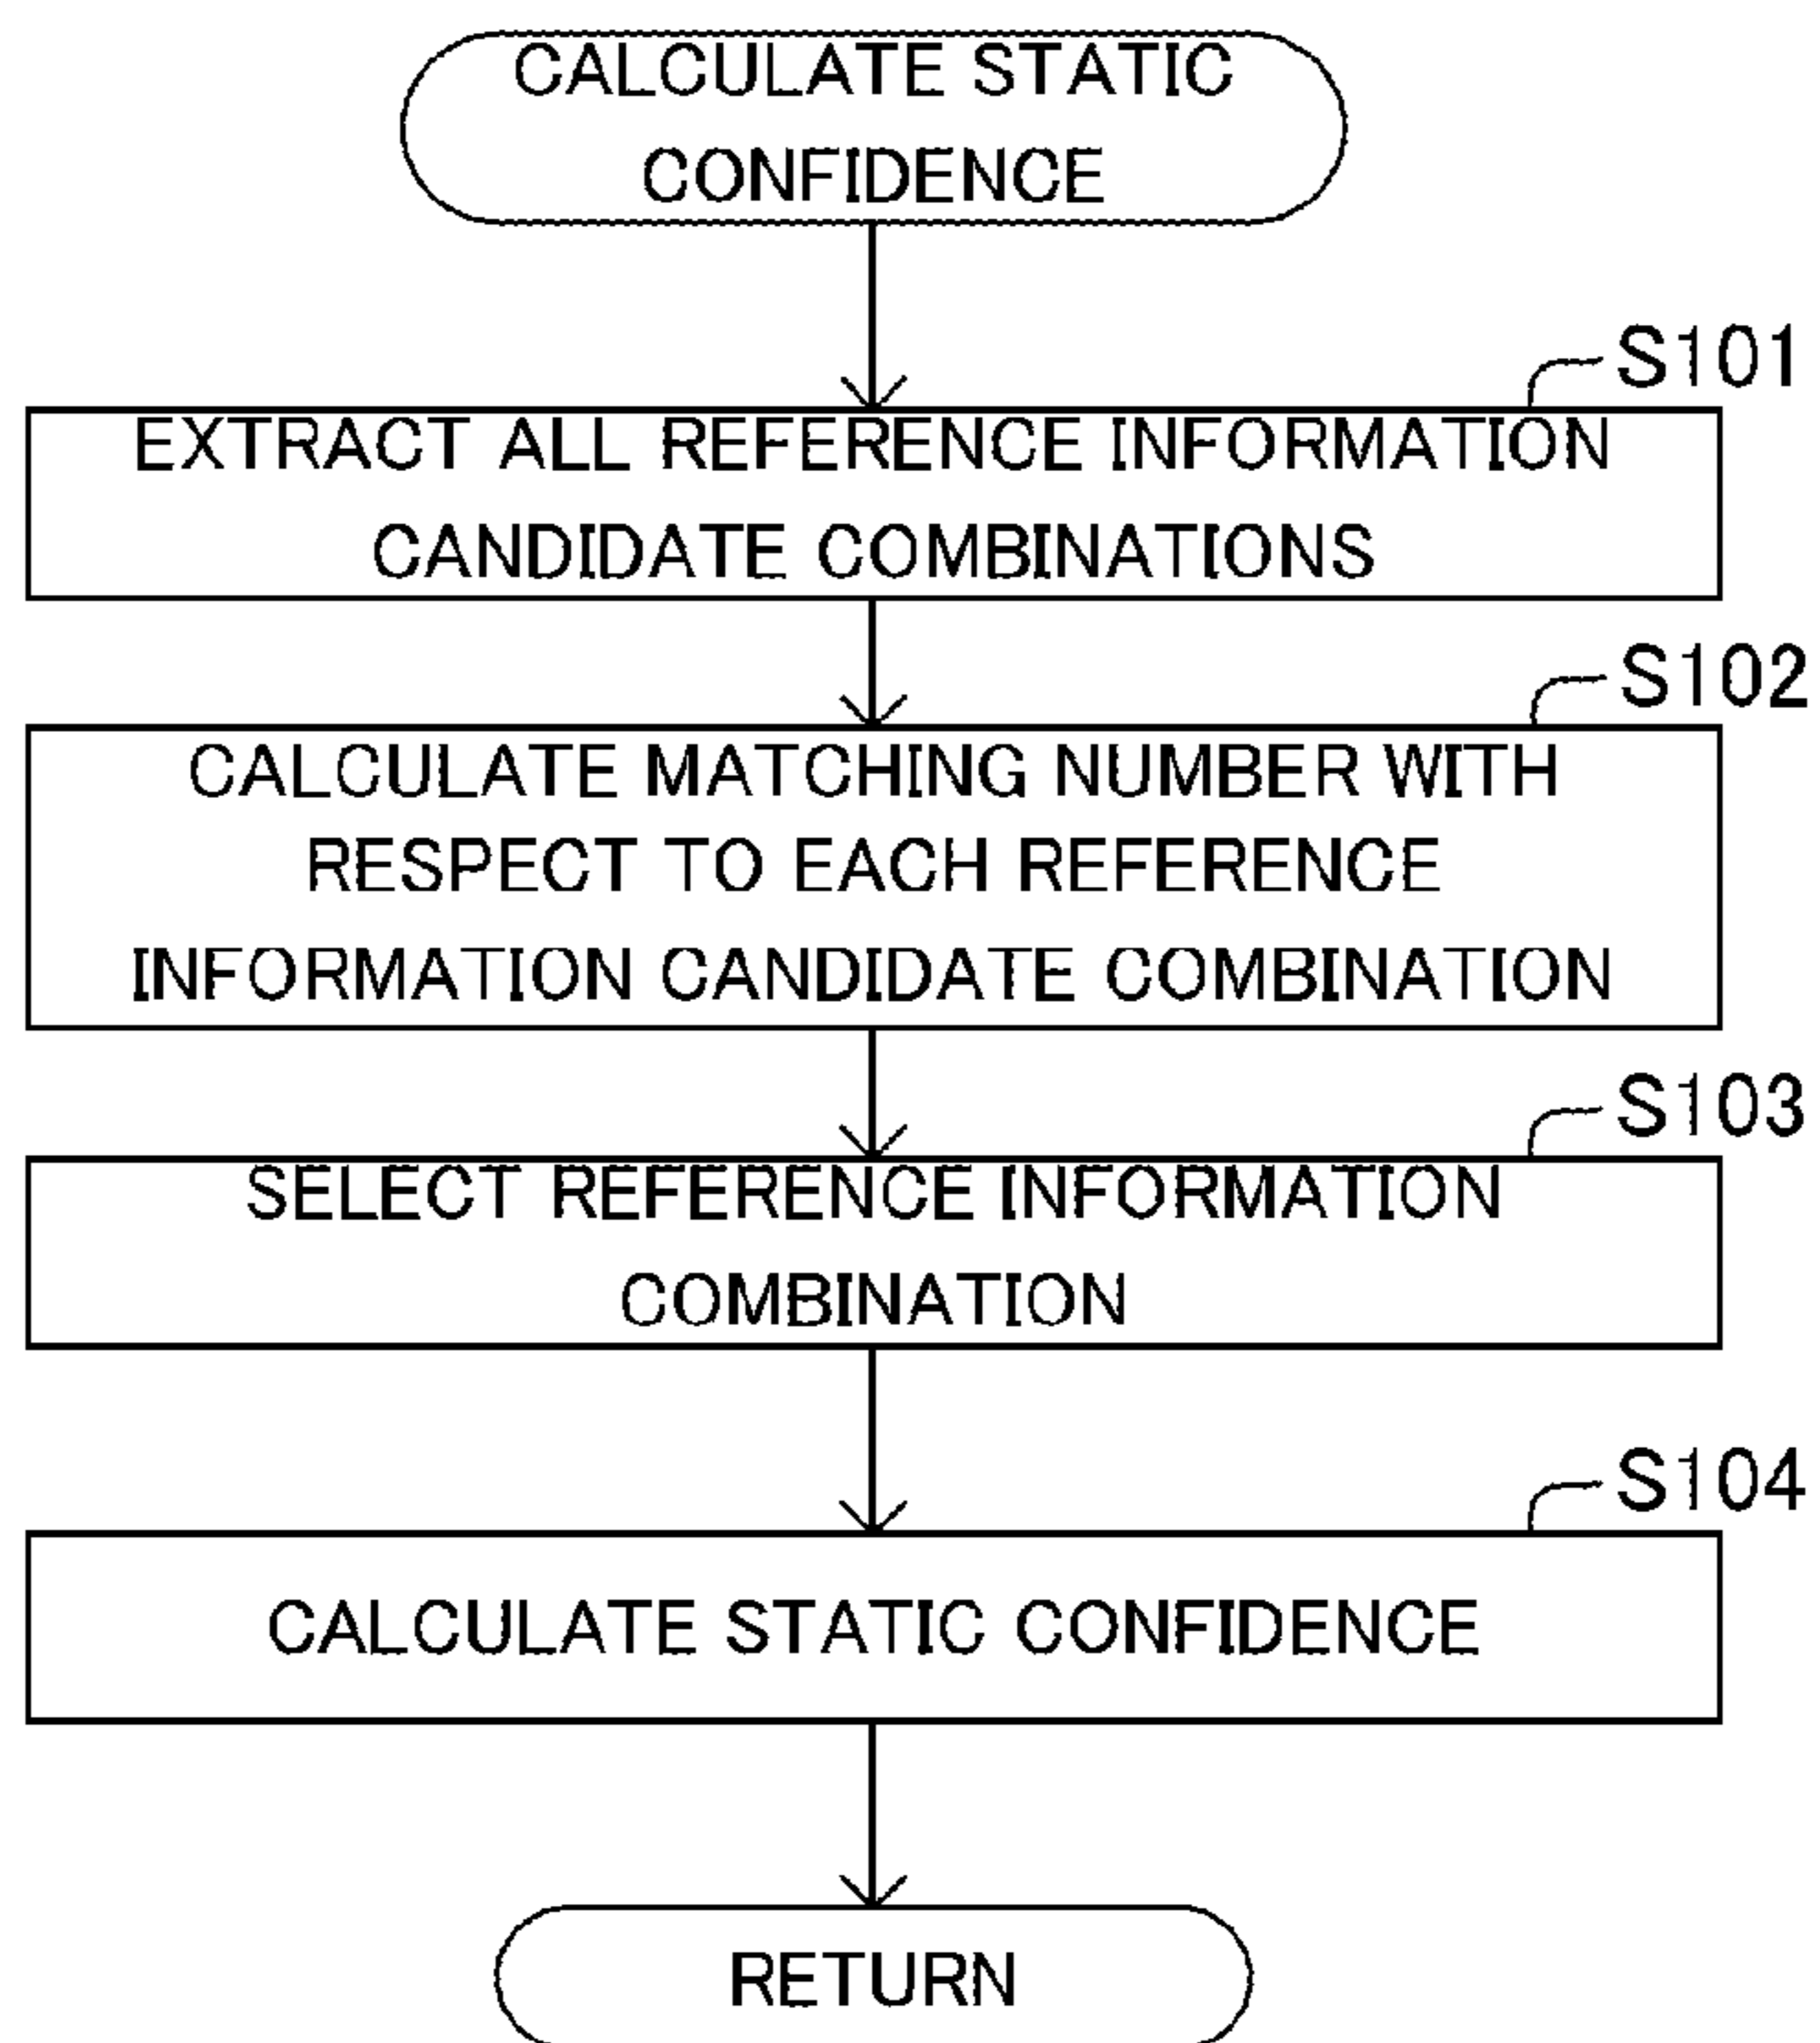 CALCULATE STATIC
CONFIDENCE
S101
EXTRACT ALL REFERENCE INFORMATION
CANDIDATE COMBINATIONS
S102
CALCULATE MATCHING NUMBER WITH
RESPECT TO EACH REFERENCE
INFORMATION CANDIDATE COMBINATION
S103
SELECT REFERENCE INFORMATION
COMBINATION
S104
CALCULATE STATIC CONFIDENCE
RETURN